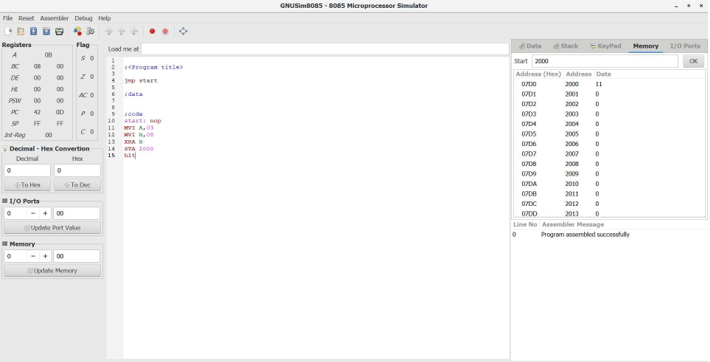 GNUSim8085 - 8085 Microprocessor Simulator
File Reset Assembler Debug Help
Registers
A 0B
BC 08 00
DE 00 00
HL 00 00
PSW 00 00
PC 42 0D
SP FF FF
Int-Reg 00
Flag
S 0
Z 0
AC 0
P 0
C 0
Decimal - Hex Convertion
Decimal Hex
0 0
To Hex To Dec
I/O Ports
0 - + 00
Update Port Value
Memory
0 - + 00
Update Memory
Load me at
1
2 ;<Program title>
3
4 jmp start
5
6 ;data
7
8
9 ;code
10 start: nop
11 MVI A,03
12 MVI B,08
13 XRA B
14 STA 2000
15 hlt
Data Stack KeyPad Memory I/O Ports
Start 2000 OK
Address (Hex) Address Data
07D0 2000 11
07D1 2001 0
07D2 2002 0
07D3 2003 0
07D4 2004 0
07D5 2005 0
07D6 2006 0
07D7 2007 0
07D8 2008 0
07D9 2009 0
07DA 2010 0
07DB 2011 0
07DC 2012 0
07DD 2013 0
Line No Assembler Message
0 Program assembled successfully